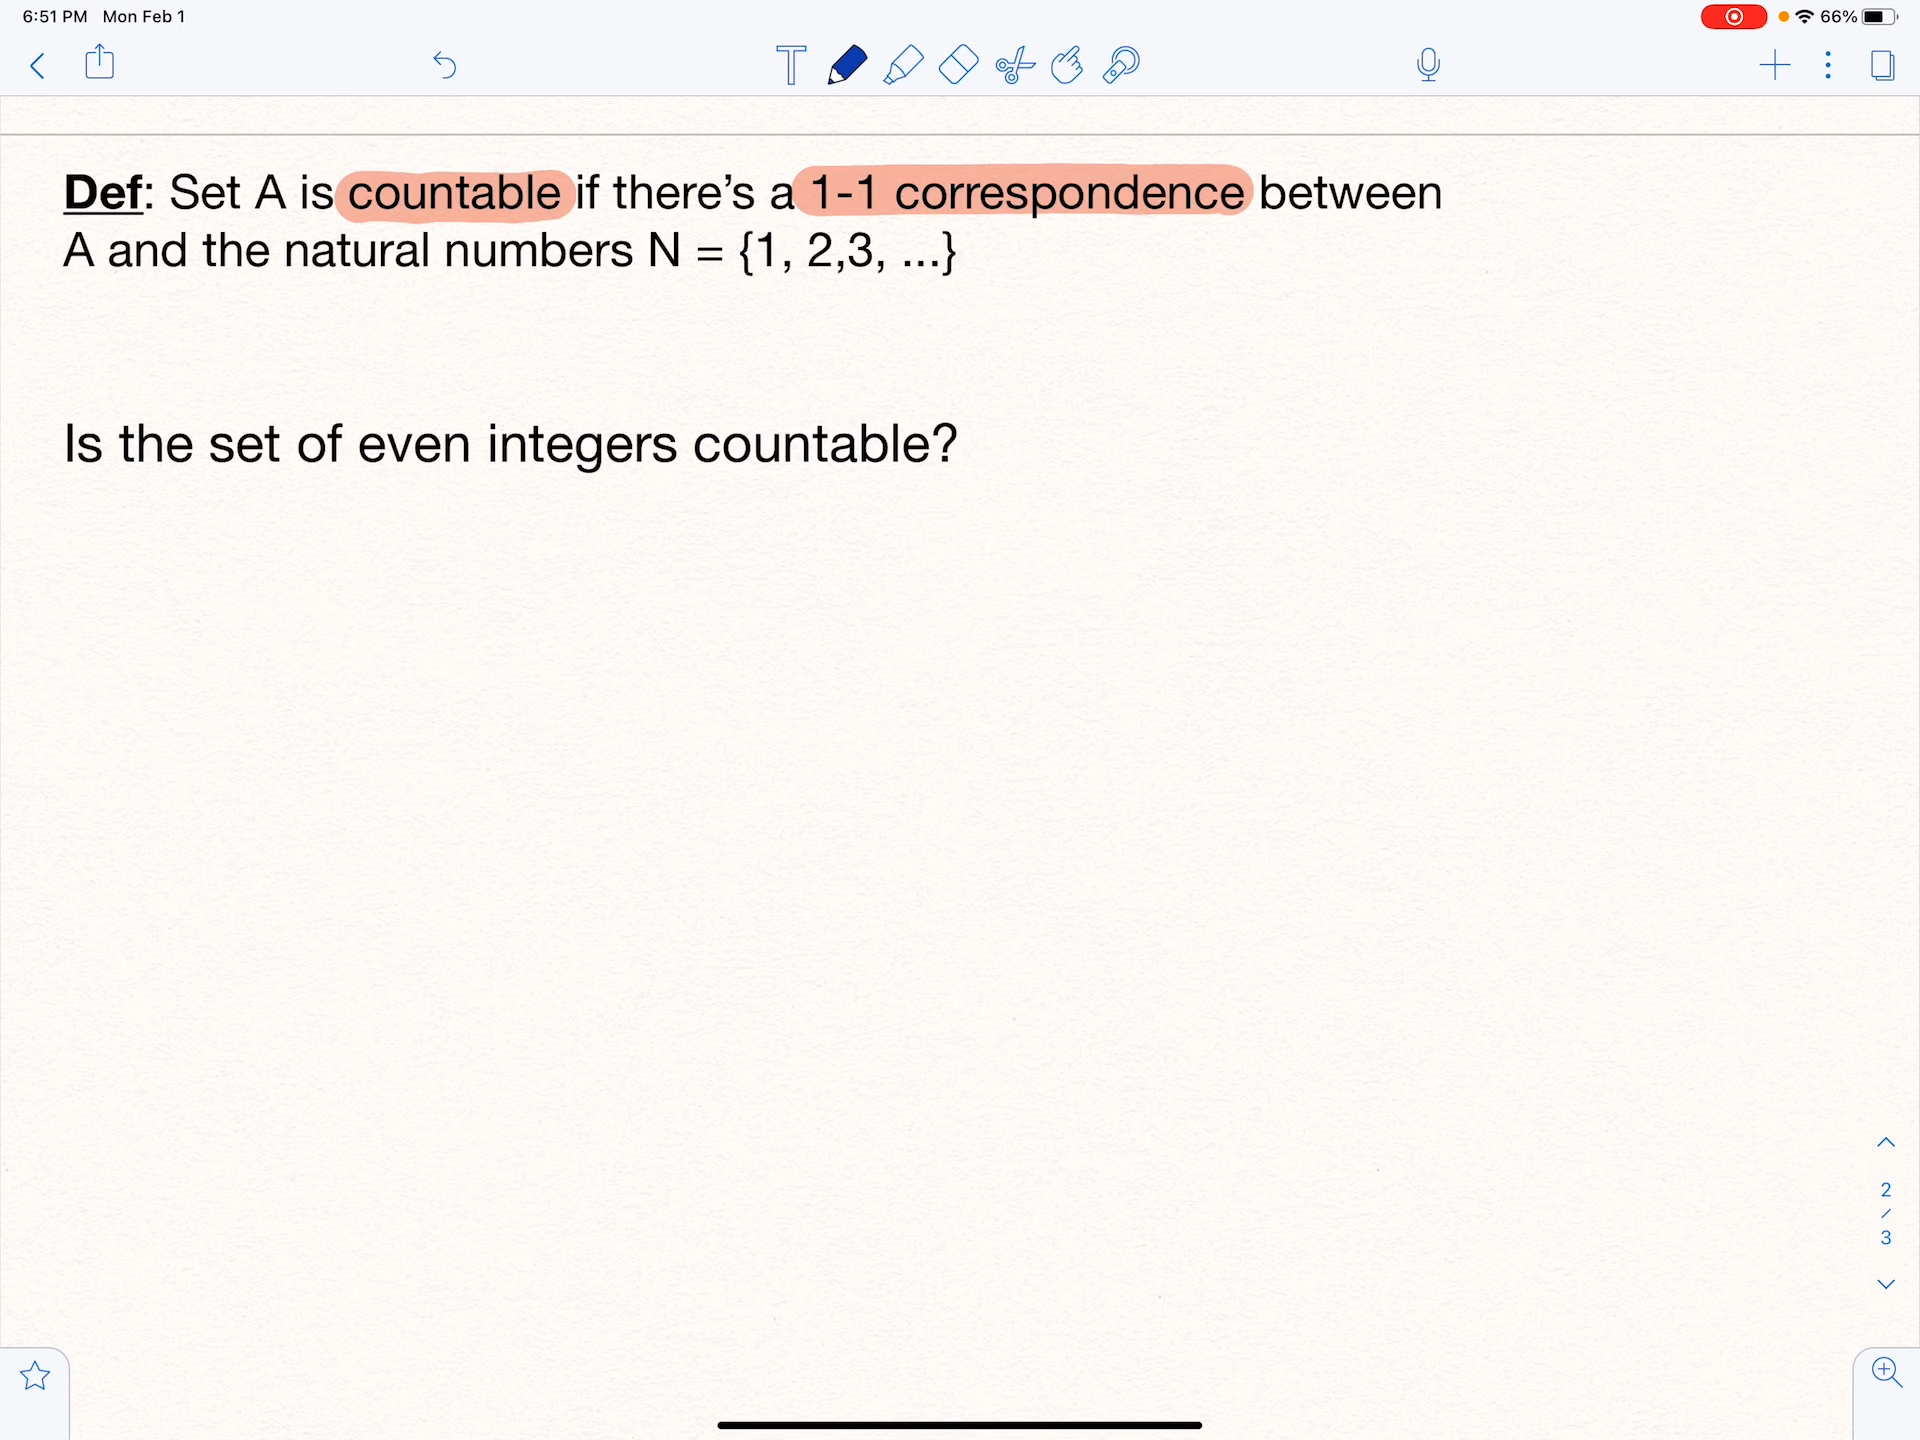 6:51 PM Mon Feb 1
66%
T
Def: Set A is countable if there’s a 1-1 correspondence between
A and the natural numbers N = {1, 2,3, ...}
Is the set of even integers countable?
2
/
3